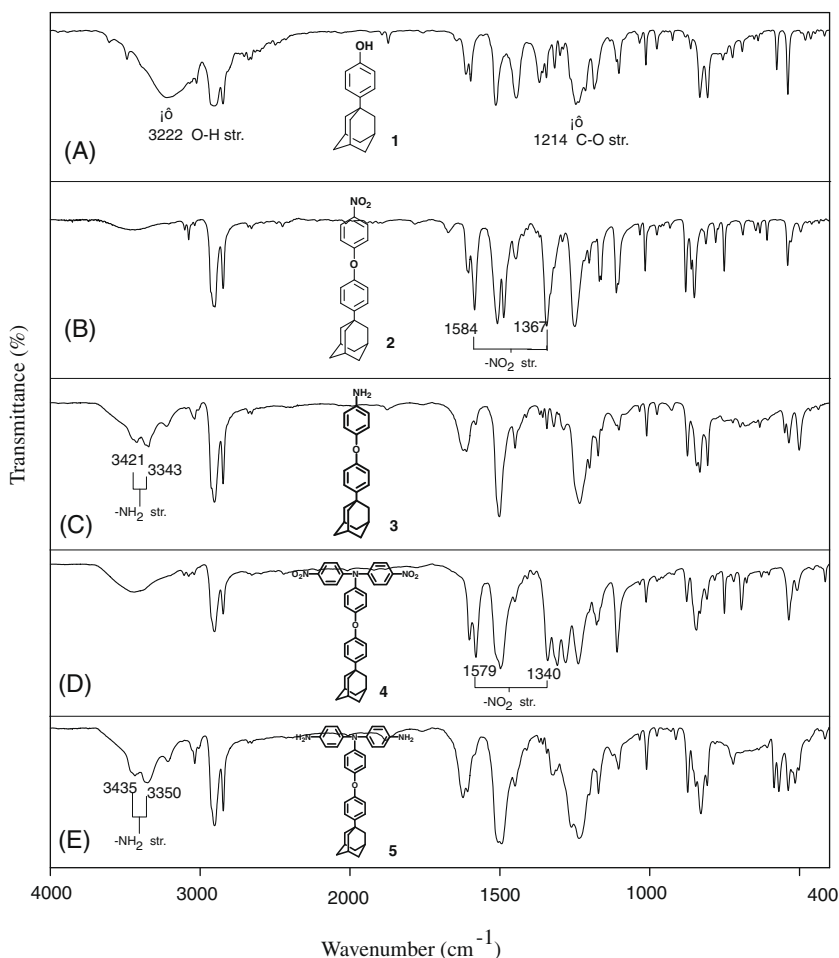 Transmittance (%)
OH
¡ô
3222 O-H str.
1
¡ô
1214 C-O str.
(A)
NO2
O
2
1584
1367
-NO2 str.
(B)
NH2
O
3421
3343
-NH2 str.
3
(C)
O2N
N
NO2
O
4
1579
1340
-NO2 str.
(D)
H2N
N
NH2
O
3435
3350
-NH2 str.
5
(E)
4000 3000 2000 1500 1000 400
Wavenumber (cm-1)